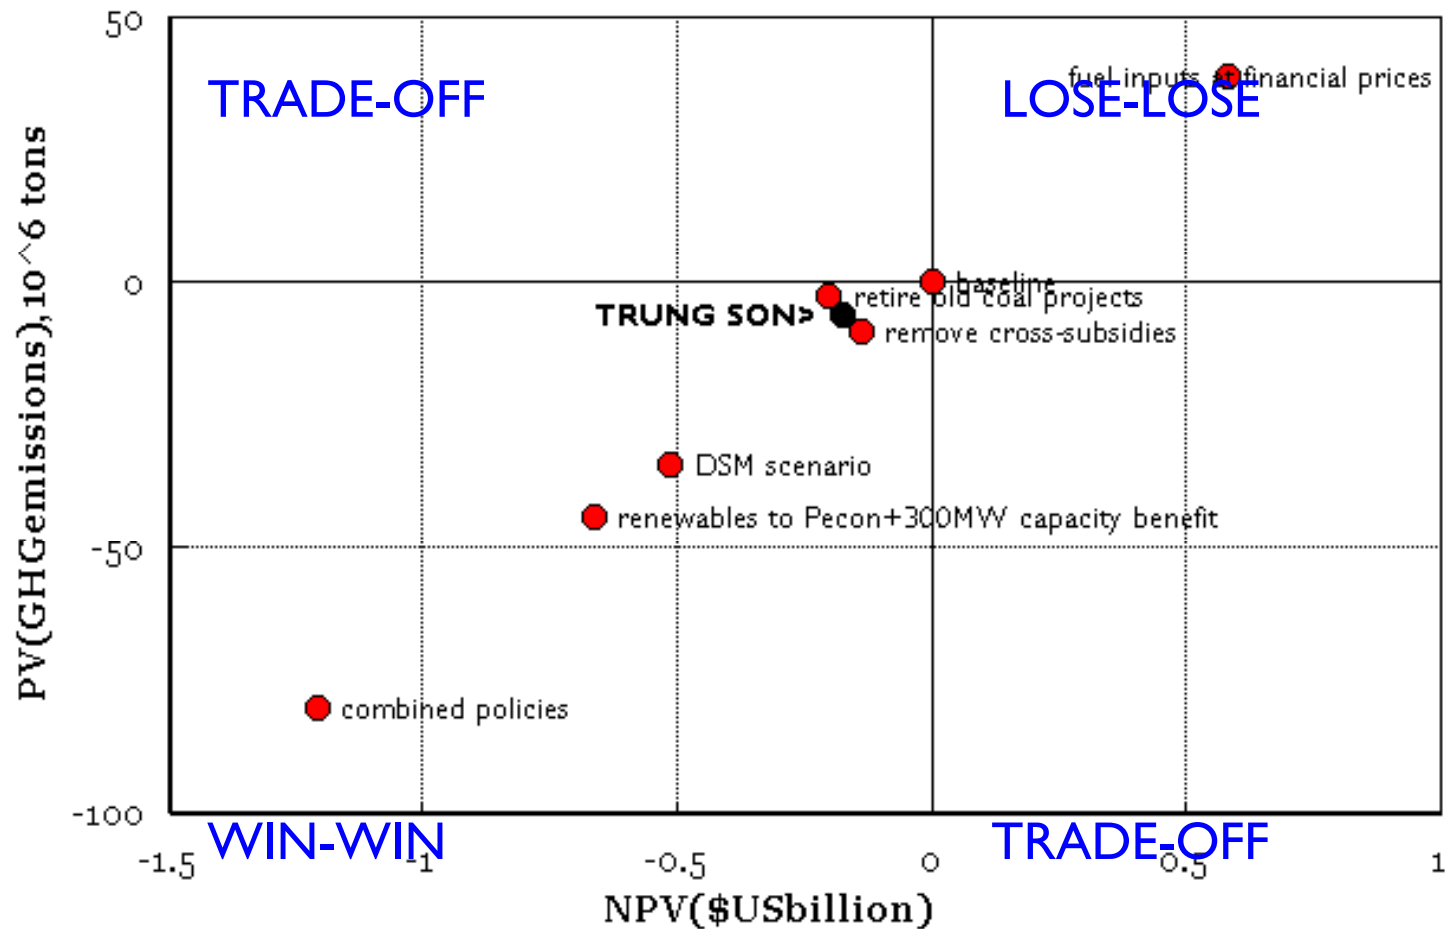 50
fuel inputs at financial prices
TRADE-OFF
LOSE-LOSE
PV(GHGemissions),10^6 tons
0
baseline
retire old coal projects
TRUNG SON>
remove cross-subsidies
DSM scenario
renewables to Pecon+300MW capacity benefit
-50
combined policies
-100
WIN-WIN
TRADE-OFF
-1.5
-1
-0.5
0
0.5
1
NPV($USbillion)